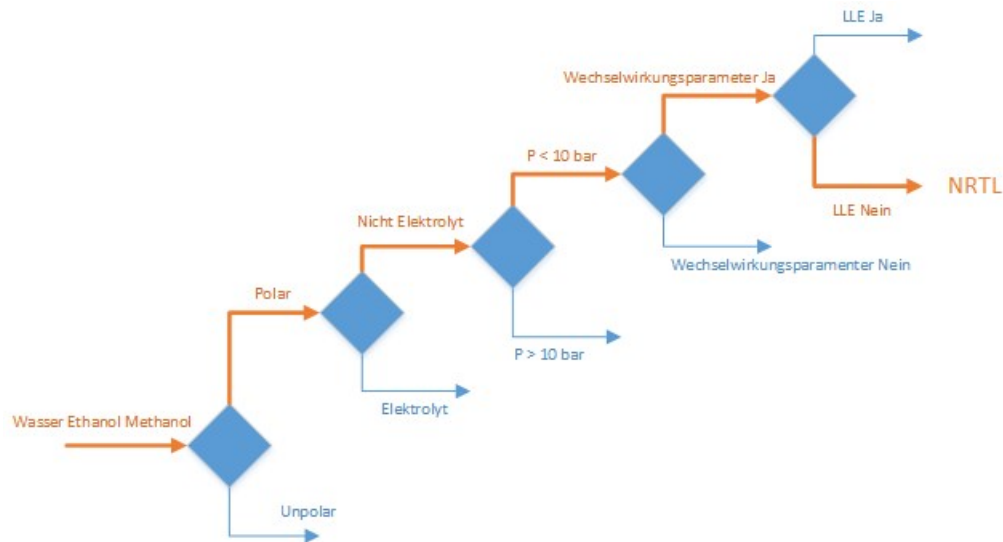 LLE Ja
Wechselwirkungsparameter Ja
P < 10 bar
NRTL
LLE Nein
Nicht Elektrolyt
Wechselwirkungsparamenter Nein
Polar
P > 10 bar
Elektrolyt
Wasser Ethanol Methanol
Unpolar